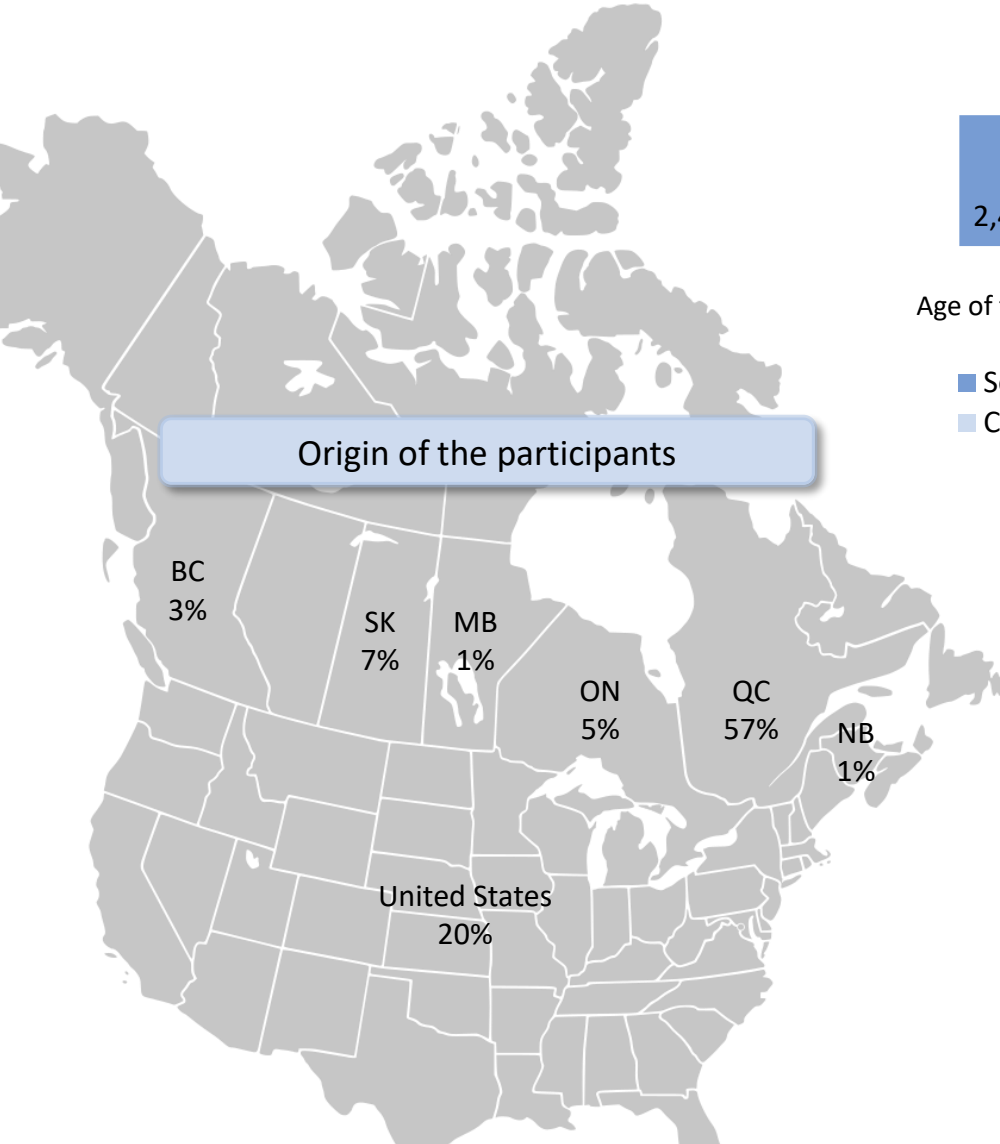 2,4
Age of
Origin of the participants
BC
3%
SK
7%
MB
1%
ON
5%
QC
57%
NB
1%
United States
20%